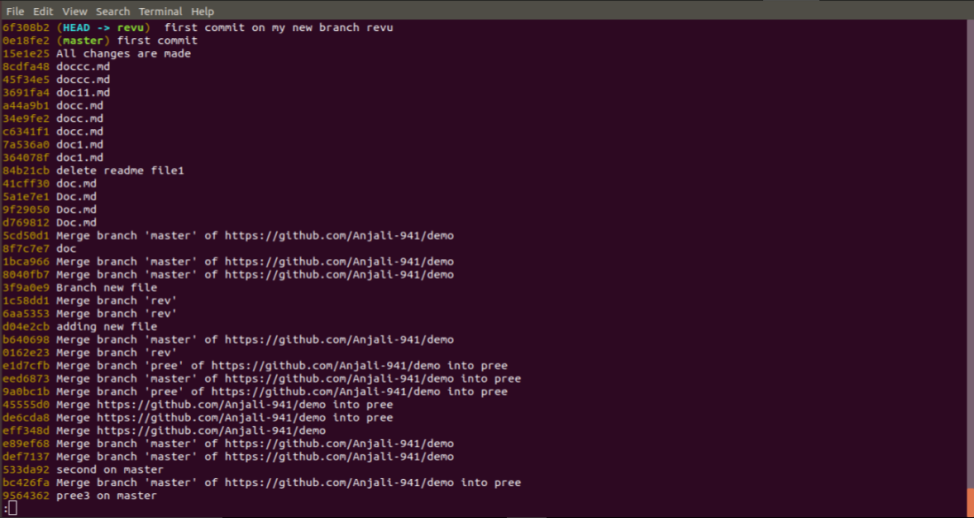 File Edit View Search Terminal Help
6f308b2 (HEAD -> revu)  first commit on my new branch revu
0e18fe2 (master) first commit
15e1e25 All changes are made
8cdfa48 doccc.md
45f34e5 doccc.md
3691fa4 doc11.md
a44a9b1 docc.md
34e9fe2 docc.md
c6341f1 docc.md
7a536a0 doc1.md
364078f doc1.md
84b21cb delete readme file1
41cff30 doc.md
5a1e7e1 Doc.md
9f29050 Doc.md
d769812 Doc.md
5cd50d1 Merge branch 'master' of https://github.com/Anjali-941/demo
8f7c7e7 doc
1bca966 Merge branch 'master' of https://github.com/Anjali-941/demo
8040fb7 Merge branch 'master' of https://github.com/Anjali-941/demo
3f9a0e9 Branch new file
1c58dd1 Merge branch 'rev'
6aa5353 Merge branch 'rev'
d04e2cb adding new file
b640698 Merge branch 'master' of https://github.com/Anjali-941/demo
0162e23 Merge branch 'rev'
e1d7cfb Merge branch 'pree' of https://github.com/Anjali-941/demo into pree
eed6873 Merge branch 'master' of https://github.com/Anjali-941/demo into pree
9a0bc1b Merge branch 'pree' of https://github.com/Anjali-941/demo into pree
45555d0 Merge https://github.com/Anjali-941/demo into pree
de6cda8 Merge https://github.com/Anjali-941/demo into pree
eff348d Merge https://github.com/Anjali-941/demo
e89ef68 Merge branch 'master' of https://github.com/Anjali-941/demo
def7137 Merge branch 'master' of https://github.com/Anjali-941/demo
533da92 second on master
bc426fa Merge branch 'master' of https://github.com/Anjali-941/demo into pree
9564362 pree3 on master
: